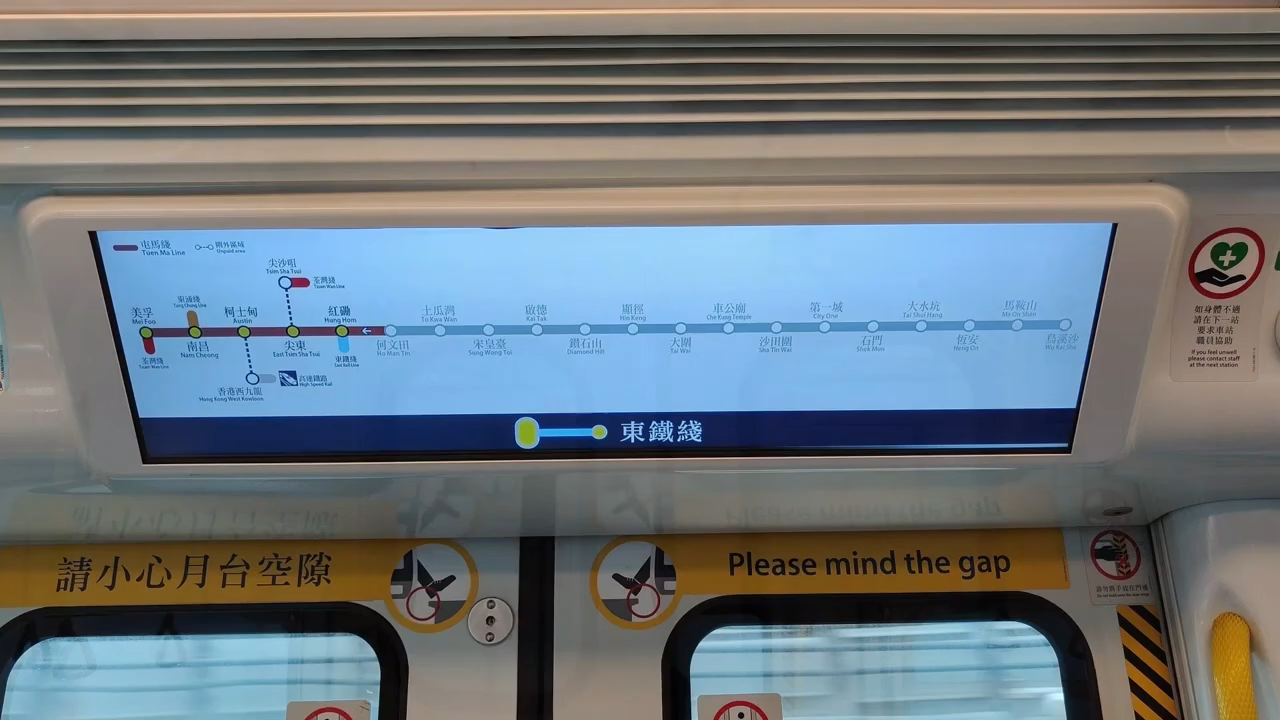 屯馬綫
Tuen Ma Line
Unpaid area
尖沙咀
Tsim Sha Tsui
荃灣綫
Tsuen Wan Line
東涌綫
Tung Chung Line
美孚
Mei Foo
柯士甸
Austin
紅磡
Hung Hom
土瓜灣
To Kwa Wan
啟德
Kai Tak
顯徑
Hin Keng
車公廟
Che Kung Temple
第一城
City One
大水坑
Tai Shui Hang
馬鞍山
Ma On Shan
南昌
Nam Cheong
尖東
East Tsim Sha Tsui
何文田
Ho Man Tin
宋皇臺
Sung Wong Toi
鑽石山
Diamond Hill
大圍
Tai Wai
沙田圍
Sha Tin Wai
石門
Shek Mun
恆安
Heng On
烏溪沙
Wu Kai Sha
荃灣綫
Tsuen Wan Line
東鐵綫
East Rail Line
香港西九龍
Hong Kong West Kowloon
高速鐵路
High Speed Rail
東鐵綫
如身體不適
請在下一站
要求車站
職員協助
If you feel unwell
please contact staff
at the next station
請小心月台空隙
Please mind the gap